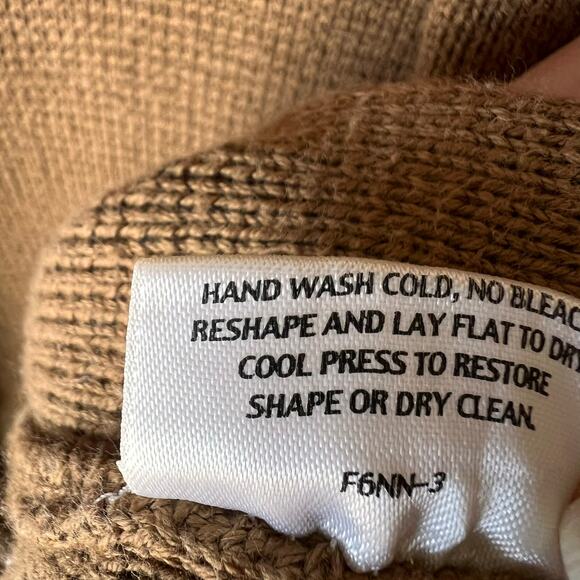 HAND WASH COLD, NO BLEAC
RESHAPE AND LAY FLAT TO DRY
COOL PRESS TO RESTORE
SHAPE OR DRY CLEAN.
F6NN-3